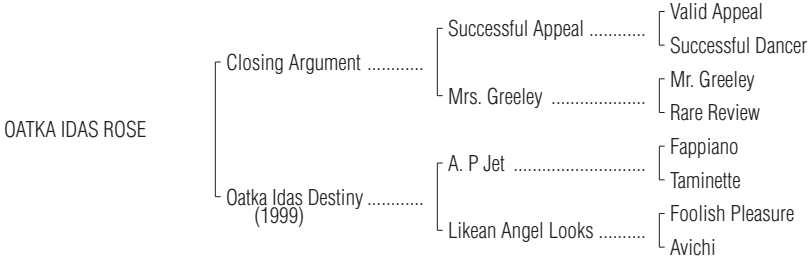 Valid Appeal
Successful Appeal ............
Successful Dancer
Closing Argument ............
Mr. Greeley
Mrs. Greeley ....................
Rare Review
OATKA IDAS ROSE
Fappiano
A. P Jet ............................
Taminette
Oatka Idas Destiny ............
(1999)
Foolish Pleasure
Likean Angel Looks ..........
Avichi